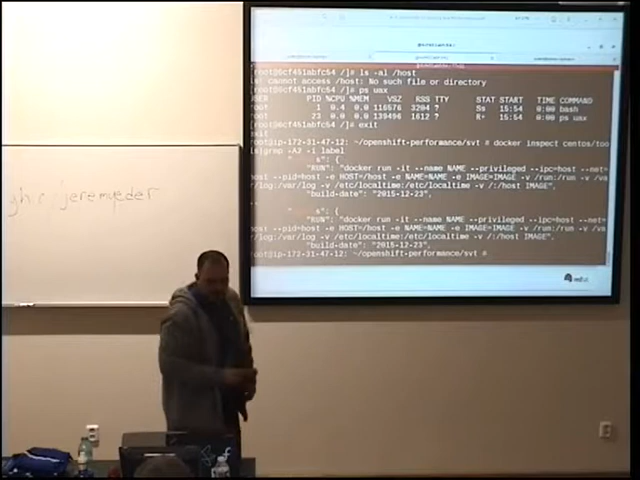 [root@6cf451abfc54 /]# ls -al /host
ls: cannot access /host: No such file or directory
[root@6cf451abfc54 /]# ps uax
USER PID %CPU %MEM VSZ RSS TTY STAT START TIME COMMAND
1 0.4 0.0 116576 3204 ? Ss 15:54 0:00 bash
23 0.0 0.0 139496 1612 ? R+ 15:54 0:00 ps uax
[root@6cf451abfc54 /]# exit
exit
root@ip-172-31-47-12: ~/openshift-performance/svt # docker inspect centos/too
ls|grep -A3 -i label
s": {
"RUN": "docker run -it --name NAME --privileged --ipc=host --net=
host --pid=host -e HOST=/host -e NAME=NAME -e IMAGE=IMAGE -v /run:/run -v /va
r/log:/var/log -v /etc/localtime:/etc/localtime -v /:/host IMAGE",
"build-date": "2015-12-23",
--
s": {
"RUN": "docker run -it --name NAME --privileged --ipc=host --net=
host --pid=host -e HOST=/host -e NAME=NAME -e IMAGE=IMAGE -v /run:/run -v /va
r/log:/var/log -v /etc/localtime:/etc/localtime -v /:/host IMAGE",
"build-date": "2015-12-23",
root@ip-172-31-47-12: ~/openshift-performance/svt #
jeremyeder
redhat